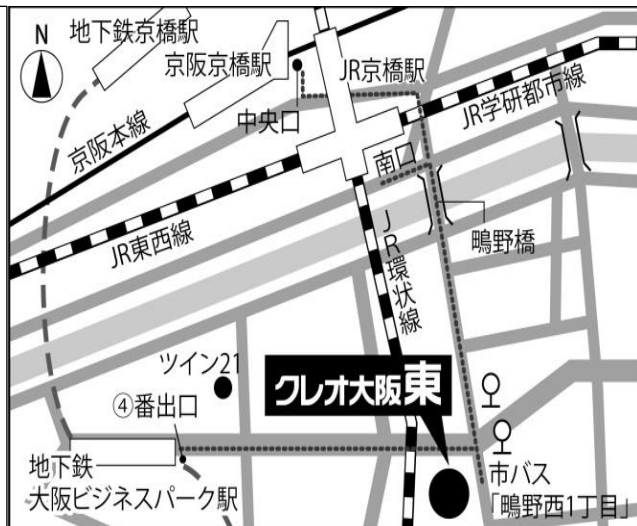 N
地下鉄京橋駅
京阪京橋駅
JR京橋駅
中央口
京阪本線
JR学研都市線
南口
JR東西線
JR環状線
鴫野橋
ツイン21
④番出口
クレオ大阪東
地下鉄
大阪ビジネスパーク駅
市バス
「鴫野西1丁目」